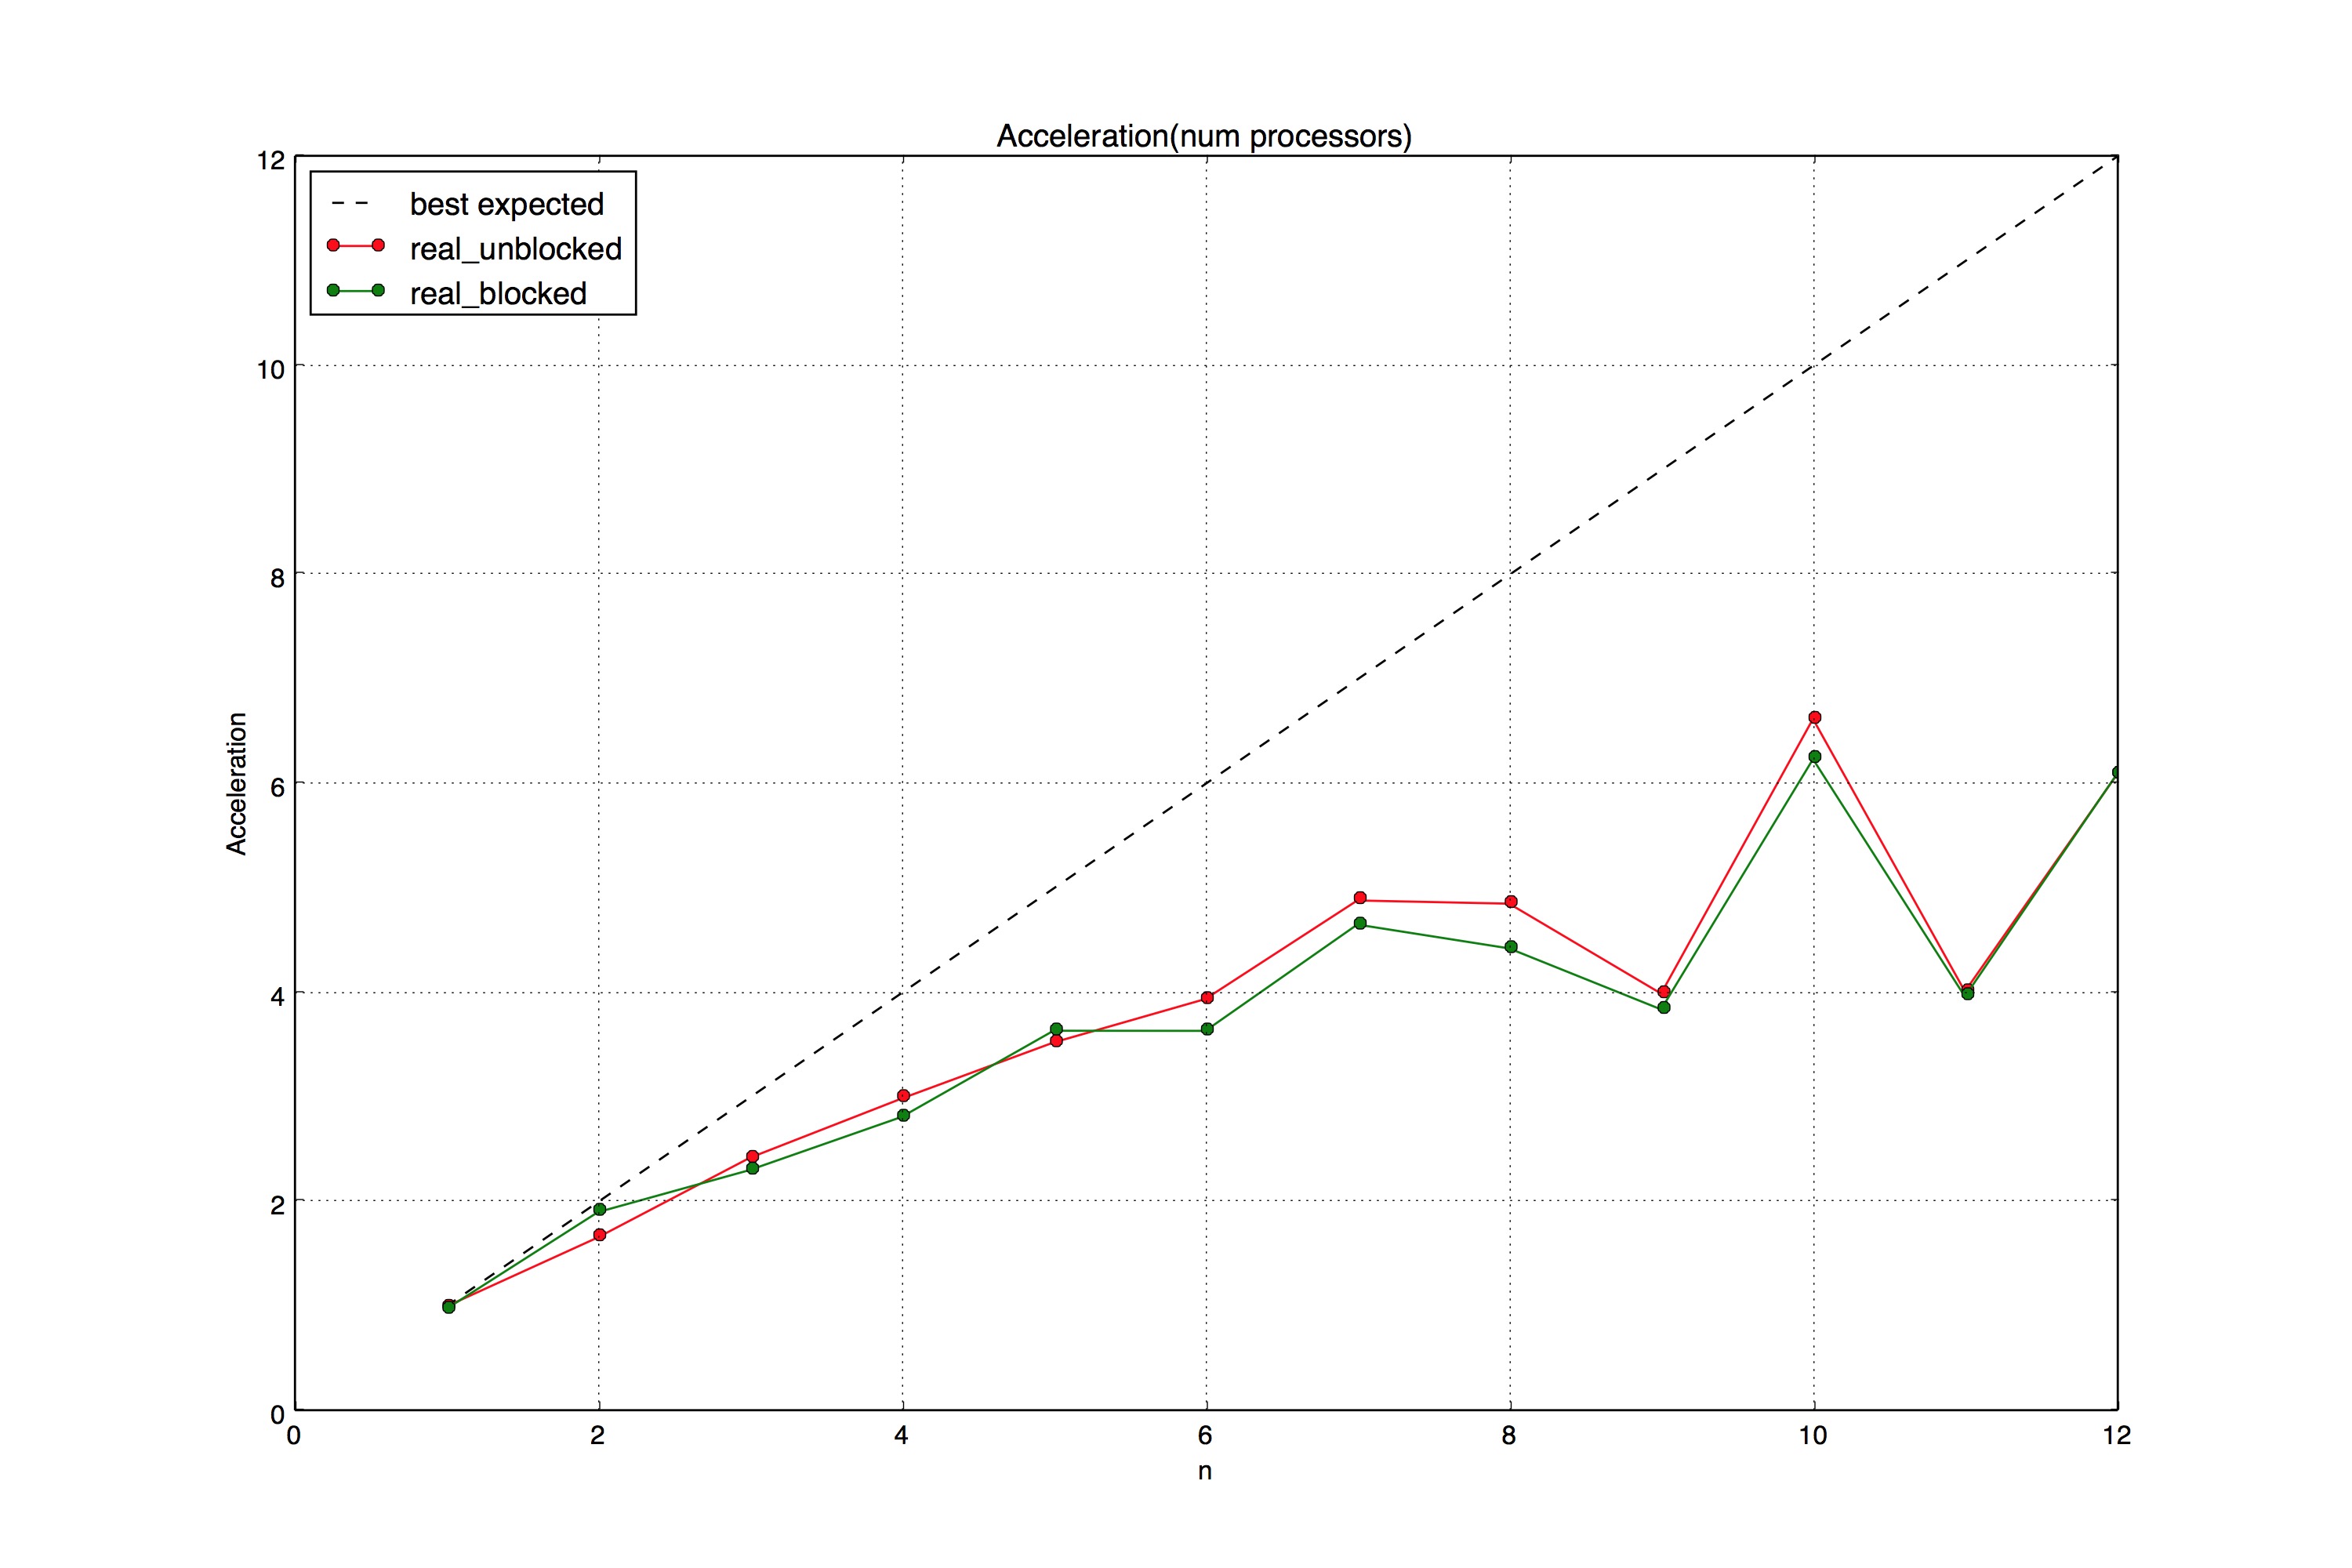 Acceleration(num processors)
best expected
real_unblocked
real_blocked
12
10
8
6
4
2
0
Acceleration
0 2 4 6 8 10 12
n